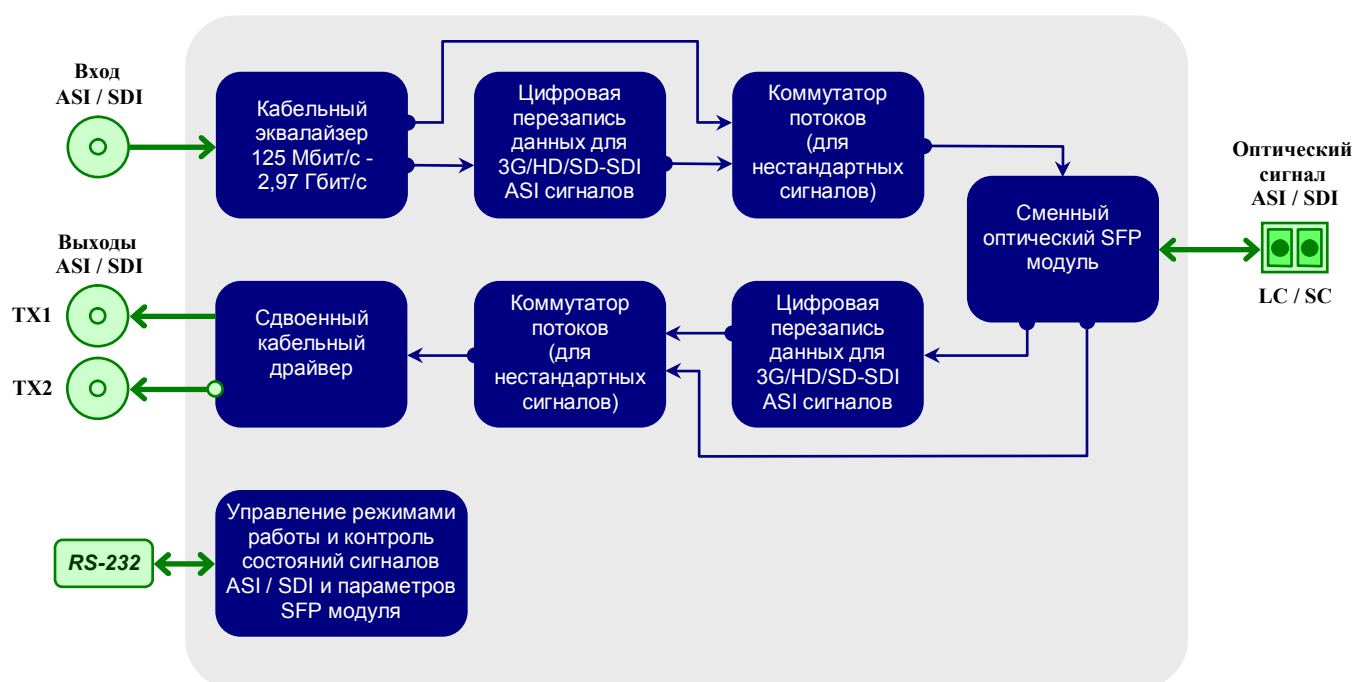 Вход
ASI / SDI
Кабельный
эквалайзер
125 Мбит/с -
2,97 Гбит/с
Цифровая
перезапись
данных для
3G/HD/SD-SDI
ASI сигналов
Коммутатор
потоков
(для
нестандартных
сигналов)
Сменный
оптический SFP
модуль
Оптический
сигнал
ASI / SDI
LC / SC
Выходы
ASI / SDI
TX1
TX2
Сдвоенный
кабельный
драйвер
Коммутатор
потоков
(для
нестандартных
сигналов)
Цифровая
перезапись
данных для
3G/HD/SD-SDI
ASI сигналов
RS-232
Управление режимами
работы и контроль
состояний сигналов
ASI / SDI и параметров
SFP модуля